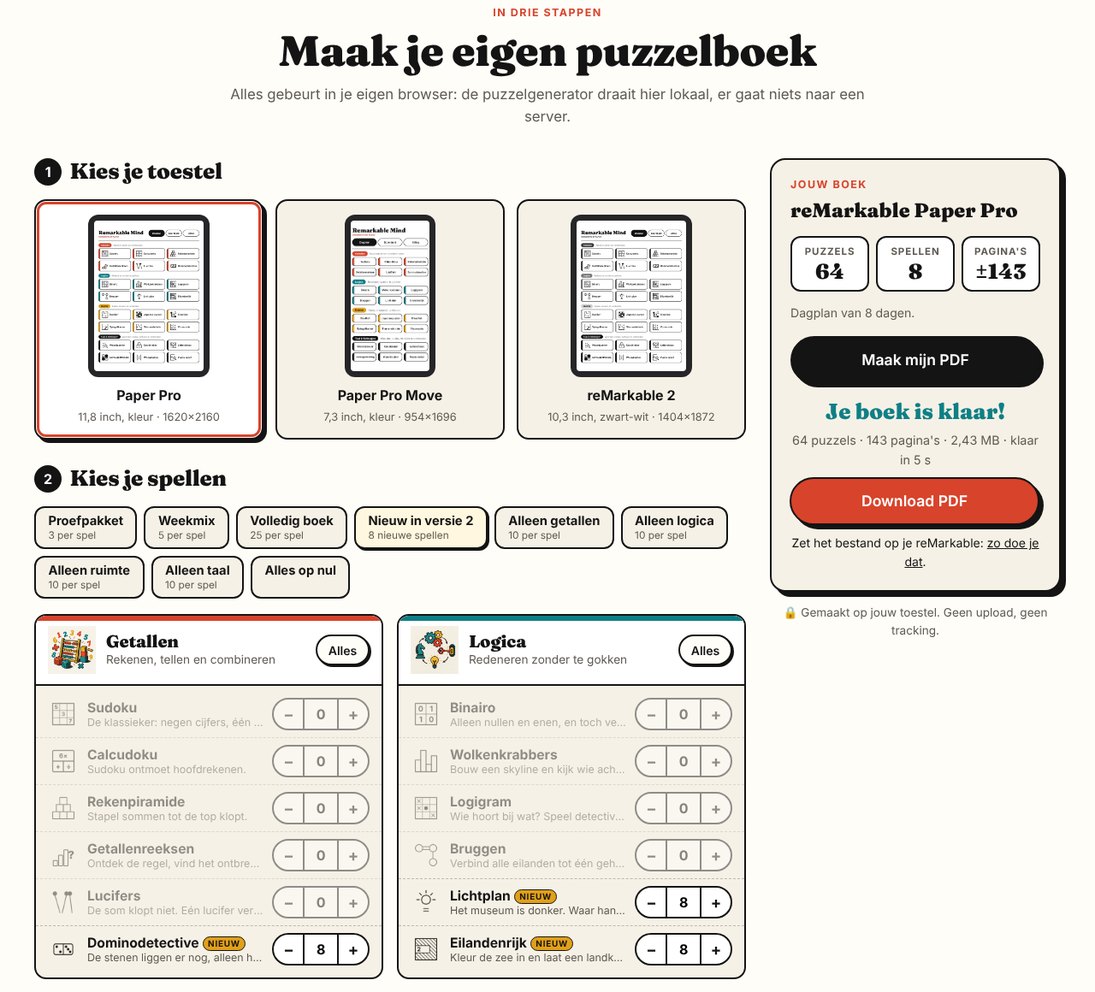 IN DRIE STAPPEN
Maak je eigen puzzelboek
Alles gebeurt in je eigen browser: de puzzelgenerator draait hier lokaal, er gaat niets naar een
server.
1 Kies je toestel
Remarkable Mind
Paper Pro
11,8 inch, kleur · 1620×2160
Remarkable Mind
Paper Pro Move
7,3 inch, kleur · 954×1696
Remarkable Mind
reMarkable 2
10,3 inch, zwart-wit · 1404×1872
2 Kies je spellen
Proefpakket
3 per spel
Weekmix
5 per spel
Volledig boek
25 per spel
Nieuw in versie 2
8 nieuwe spellen
Alleen getallen
10 per spel
Alleen logica
10 per spel
Alleen ruimte
10 per spel
Alleen taal
10 per spel
Alles op nul
Getallen
Rekenen, tellen en combineren
Alles
Sudoku
De klassieker: negen cijfers, één ...
− 0 +
Calcudoku
Sudoku ontmoet hoofdrekenen.
− 0 +
Rekenpiramide
Stapel sommen tot de top klopt.
− 0 +
Getallenreeksen
Ontdek de regel, vind het ontbre...
− 0 +
Lucifers
De som klopt niet. Eén lucifer ver...
− 0 +
Dominodetective NIEUW
De stenen liggen er nog, alleen h...
− 8 +
Logica
Redeneren zonder te gokken
Alles
Binairo
Alleen nullen en enen, en toch ve...
− 0 +
Wolkenkrabbers
Bouw een skyline en kijk wie ach...
− 0 +
Logigram
Wie hoort bij wat? Speel detectiv...
− 0 +
Bruggen
Verbind alle eilanden tot één geh...
− 0 +
Lichtplan NIEUW
Het museum is donker. Waar han...
− 8 +
Eilandenrijk NIEUW
Kleur de zee in en laat een landk...
− 8 +
JOUW BOEK
reMarkable Paper Pro
PUZZELS
64
SPELLEN
8
PAGINA'S
±143
Dagplan van 8 dagen.
Maak mijn PDF
Je boek is klaar!
64 puzzels · 143 pagina's · 2,43 MB · klaar
in 5 s
Download PDF
Zet het bestand op je reMarkable: zo doe je
dat.
🔒 Gemaakt op jouw toestel. Geen upload, geen
tracking.